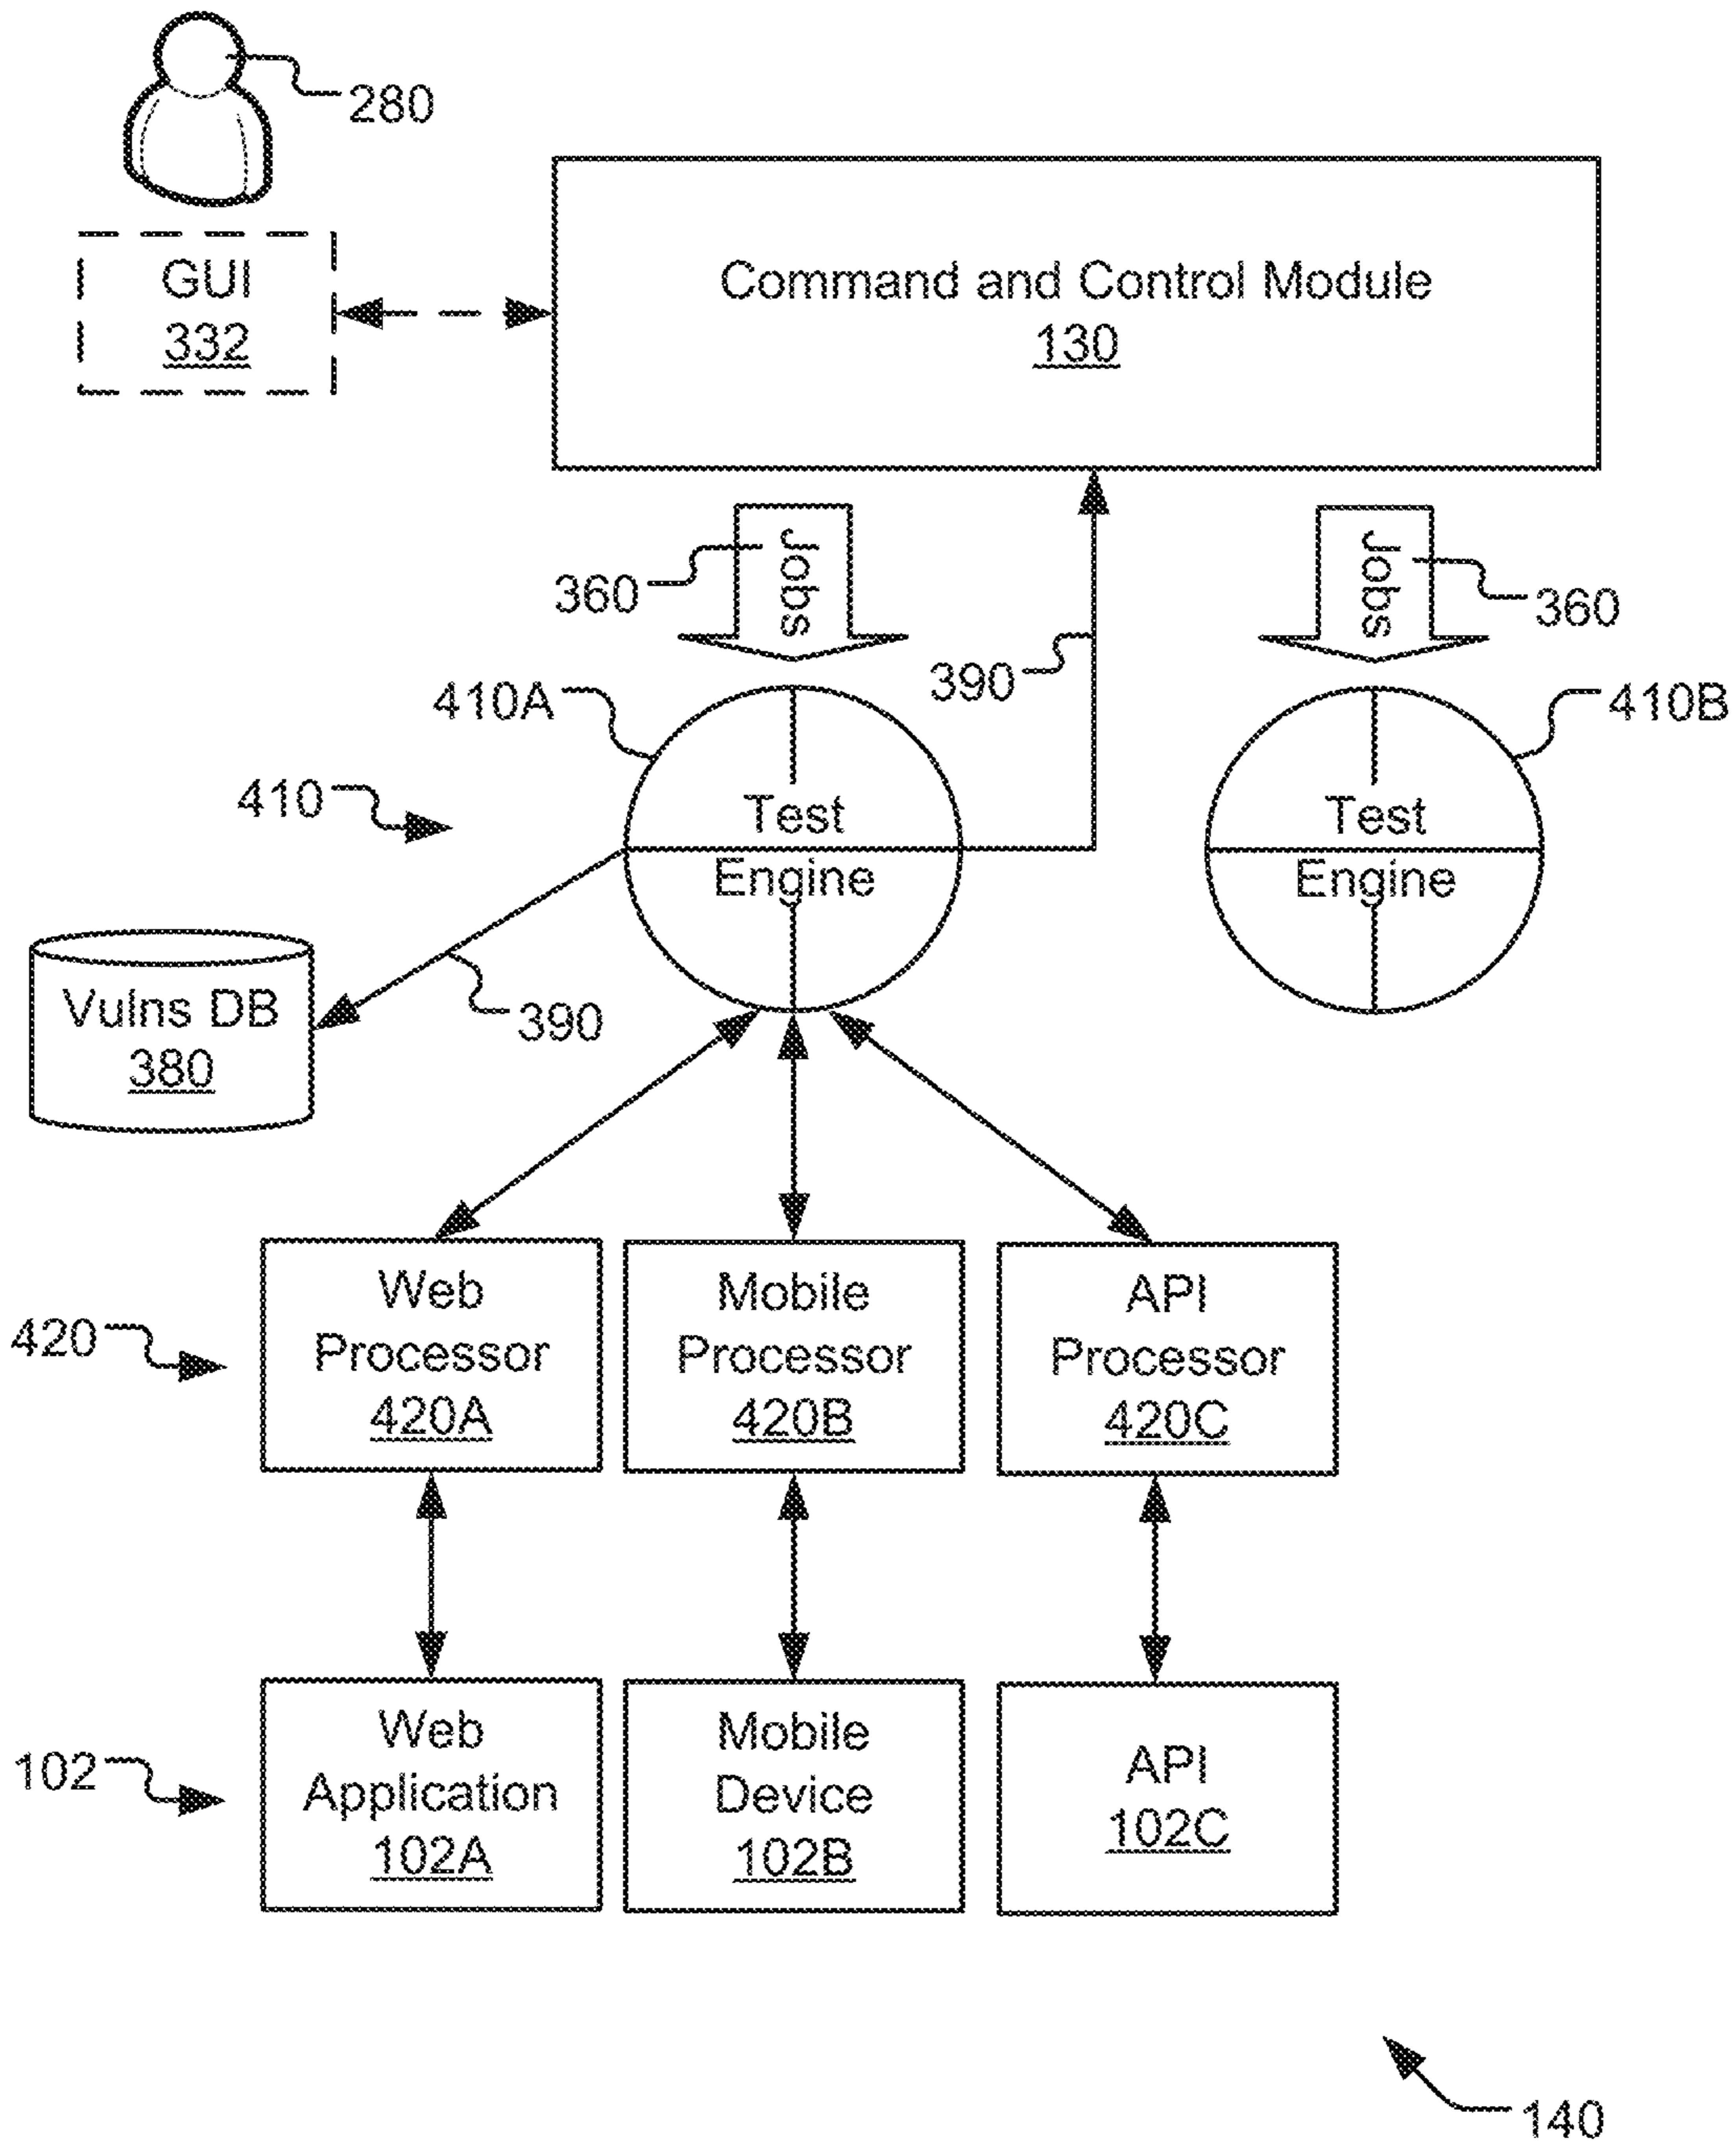 280
GUI
332
Command and Control Module
130
Jobs
360
Jobs
360
390
410A
410B
410
Test
Engine
Test
Engine
Vulns DB
380
390
Web
Processor
420A
Mobile
Processor
420B
API
Processor
420C
420
Web
Application
102A
Mobile
Device
102B
API
102C
102
140